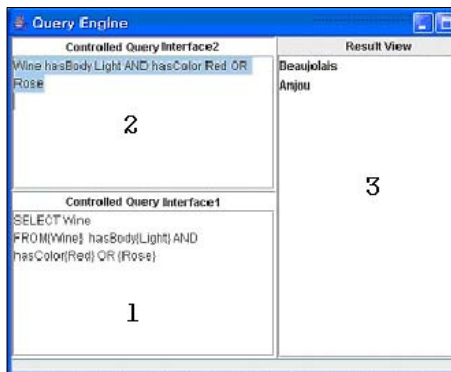 Query Engine
Controlled Query Interface2
Wine hasBody Light AND hasColor Red OR
Rose
2
Controlled Query Interface1
SELECT Wine
FROM{Wine} hasBody{Light} AND
hasColor{Red} OR {Rose}
1
Result View
Beaujolais
Anjou
3